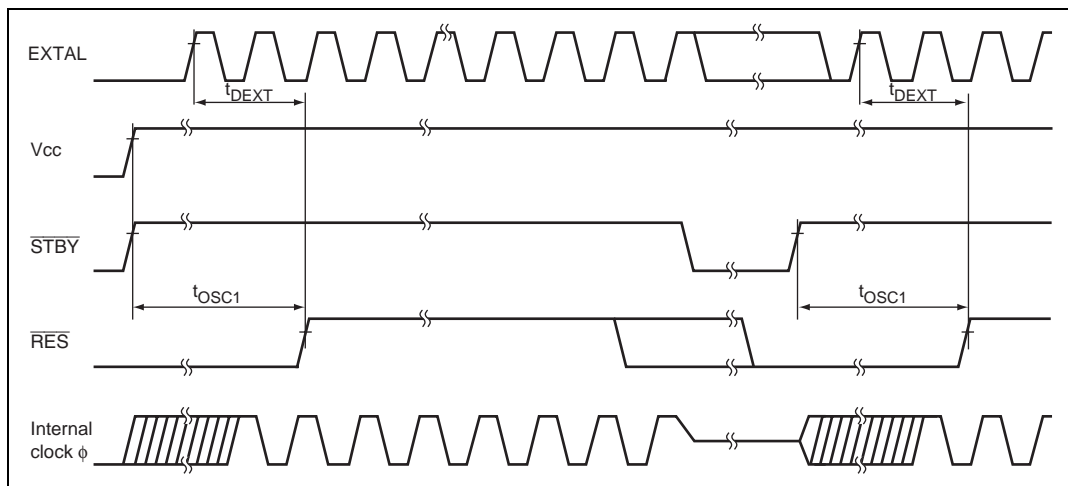 EXTAL
tDEXT
tDEXT
Vcc
STBY
tOSC1
tOSC1
RES
Internal
clock ϕ